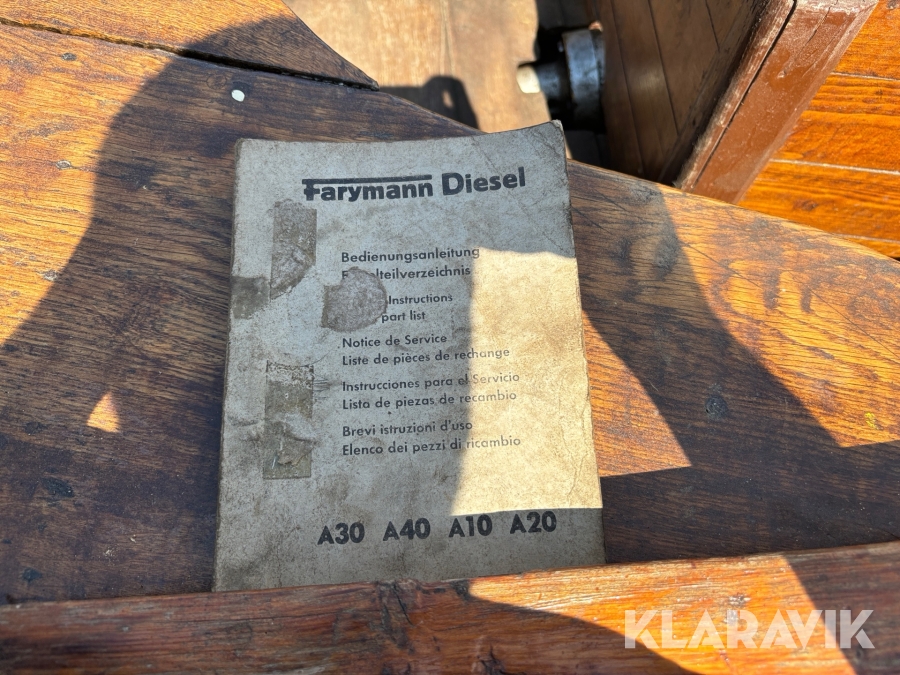 Farymann Diesel
Bedienungsanleitung
Instructions
part list
Notice de Service
Liste de pièces de rechange
Instrucciones para el Servicio
Lista de piezas de recambio
Brevi istruzioni d'uso
Elenco dei pezzi di ricambio
A30 A40 A10 A20
KLARAVIK